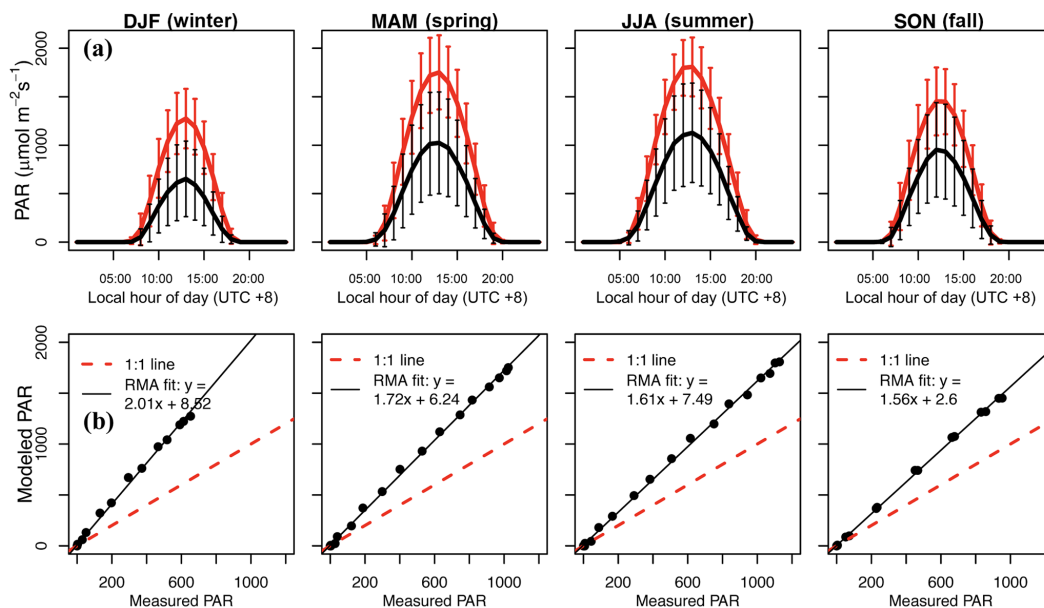 DJF (winter) MAM (spring) JJA (summer) SON (fall)
(a)
PAR (μmol m−2s−1)
0 1000 2000
05:00 10:00 15:00 20:00 05:00 10:00 15:00 20:00 05:00 10:00 15:00 20:00 05:00 10:00 15:00 20:00
Local hour of day (UTC +8) Local hour of day (UTC +8) Local hour of day (UTC +8) Local hour of day (UTC +8)
(b)
Modeled PAR
0 1000 2000
1:1 line
RMA fit: y =
2.01x + 8.52
1:1 line
RMA fit: y =
1.72x + 6.24
1:1 line
RMA fit: y =
1.61x + 7.49
1:1 line
RMA fit: y =
1.56x + 2.6
200 600 1000 200 600 1000 200 600 1000 200 600 1000
Measured PAR Measured PAR Measured PAR Measured PAR